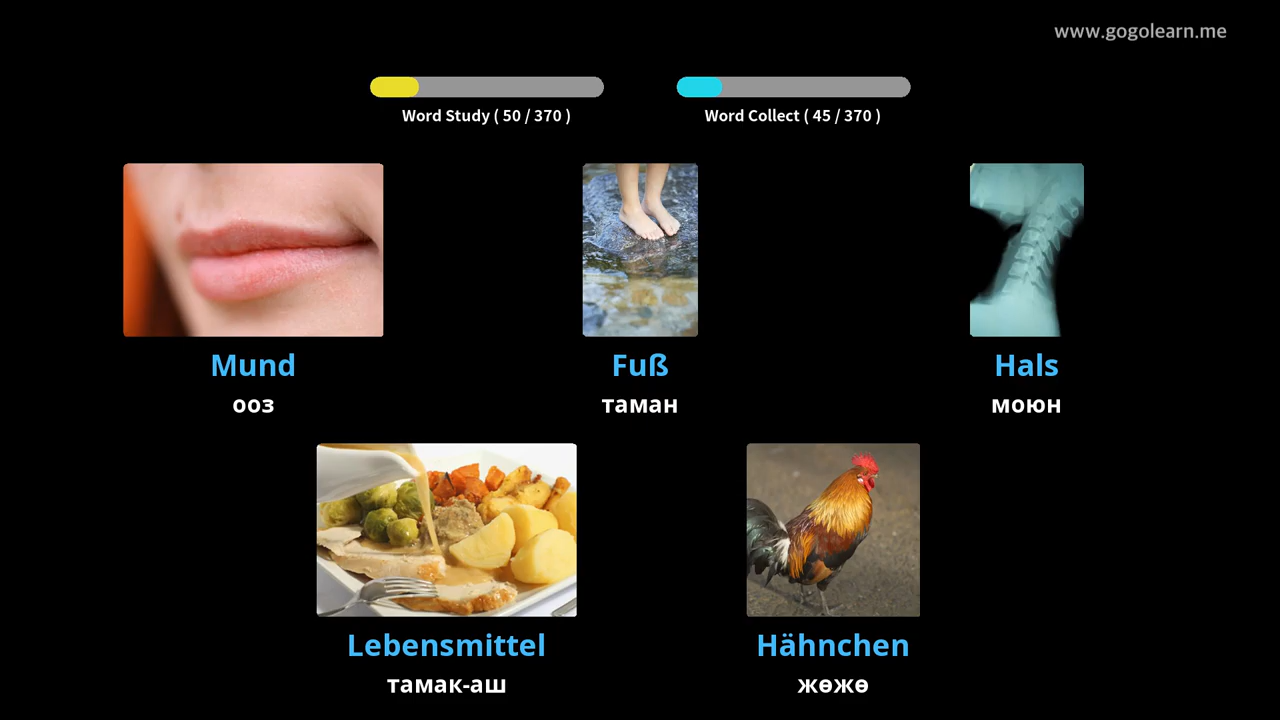 www.gogolearn.me
Word Study ( 50 / 370 )
Word Collect ( 45 / 370 )
Mund
ооз
Fuß
таман
Hals
моюн
Lebensmittel
тамак-аш
Hähnchen
жөжө